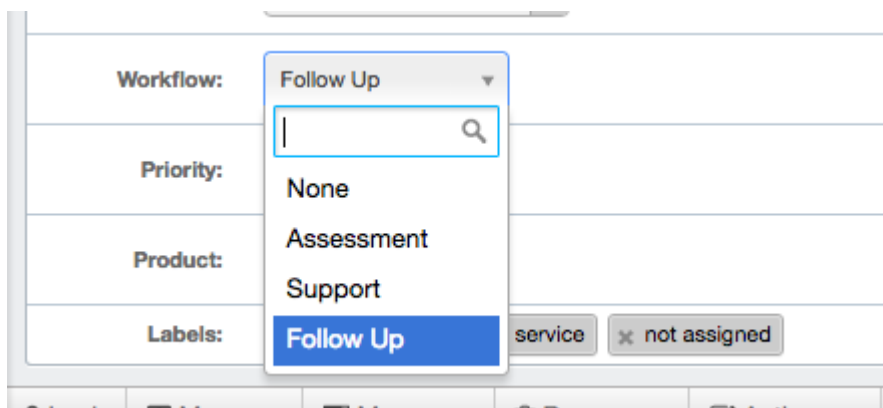 Workflow: Follow Up
Priority:
None
Assessment
Product:
Support
Labels: Follow Up service not assigned